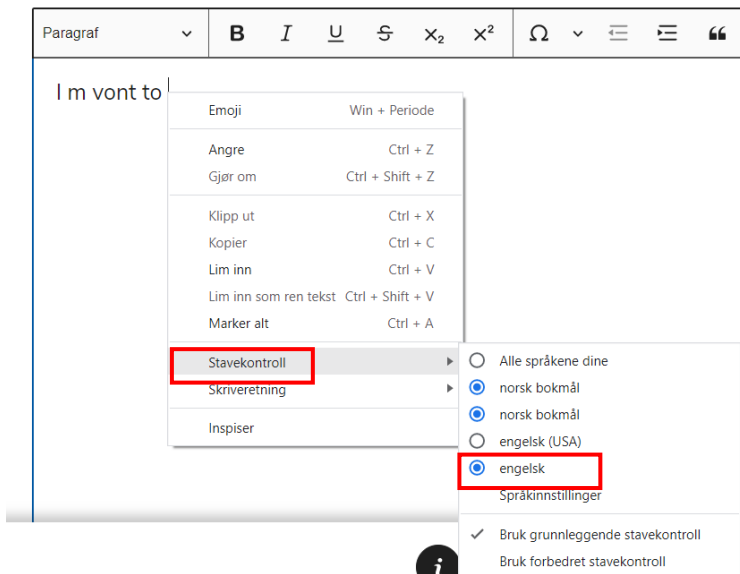 Paragraf B I U S X₂ X² Ω “
I m vont to
Emoji Win + Periode
Angre Ctrl + Z
Gjør om Ctrl + Shift + Z
Klipp ut Ctrl + X
Kopier Ctrl + C
Lim inn Ctrl + V
Lim inn som ren tekst Ctrl + Shift + V
Marker alt Ctrl + A
Stavekontroll
Skriveretning
Inspiser
Alle språkene dine
norsk bokmål
norsk bokmål
engelsk (USA)
engelsk
Språkinnstillinger
Bruk grunnleggende stavekontroll
Bruk forbedret stavekontroll
i